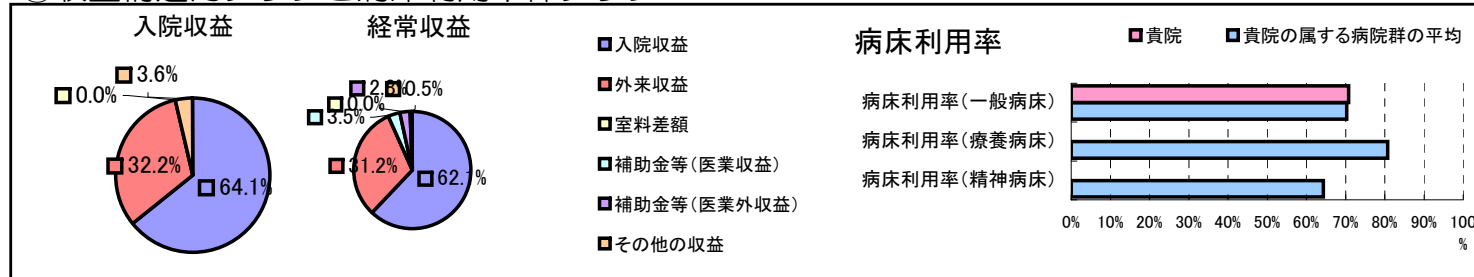 入院収益
3.6%
0.0%
32.2%
64.1%
経常収益
0.5%
0.0%
3.5%
31.2%
入院収益
外来収益
室料差額
補助金等(医業収益)
補助金等(医業外収益)
その他の収益
病床利用率
貴院
貴院の属する病院群の平均
病床利用率(一般病床)
病床利用率(療養病床)
病床利用率(精神病床)
0% 10% 20% 30% 40% 50% 60% 70% 80% 90% 100
%